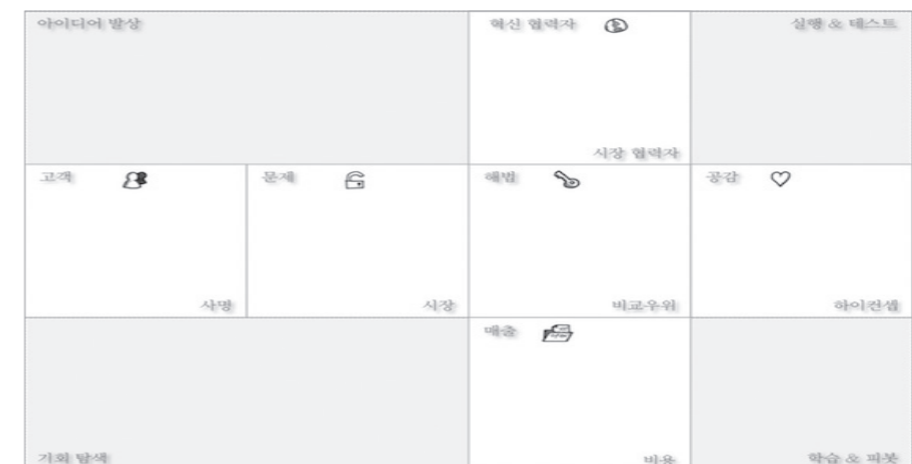 아이디어 발상
혁신 협력자
실행 & 테스트
시장 협력자
고객
문제
해법
공감
사명
시장
비교우위
하이컨셉
매출
기회 탐색
비용
학습 & 피봇